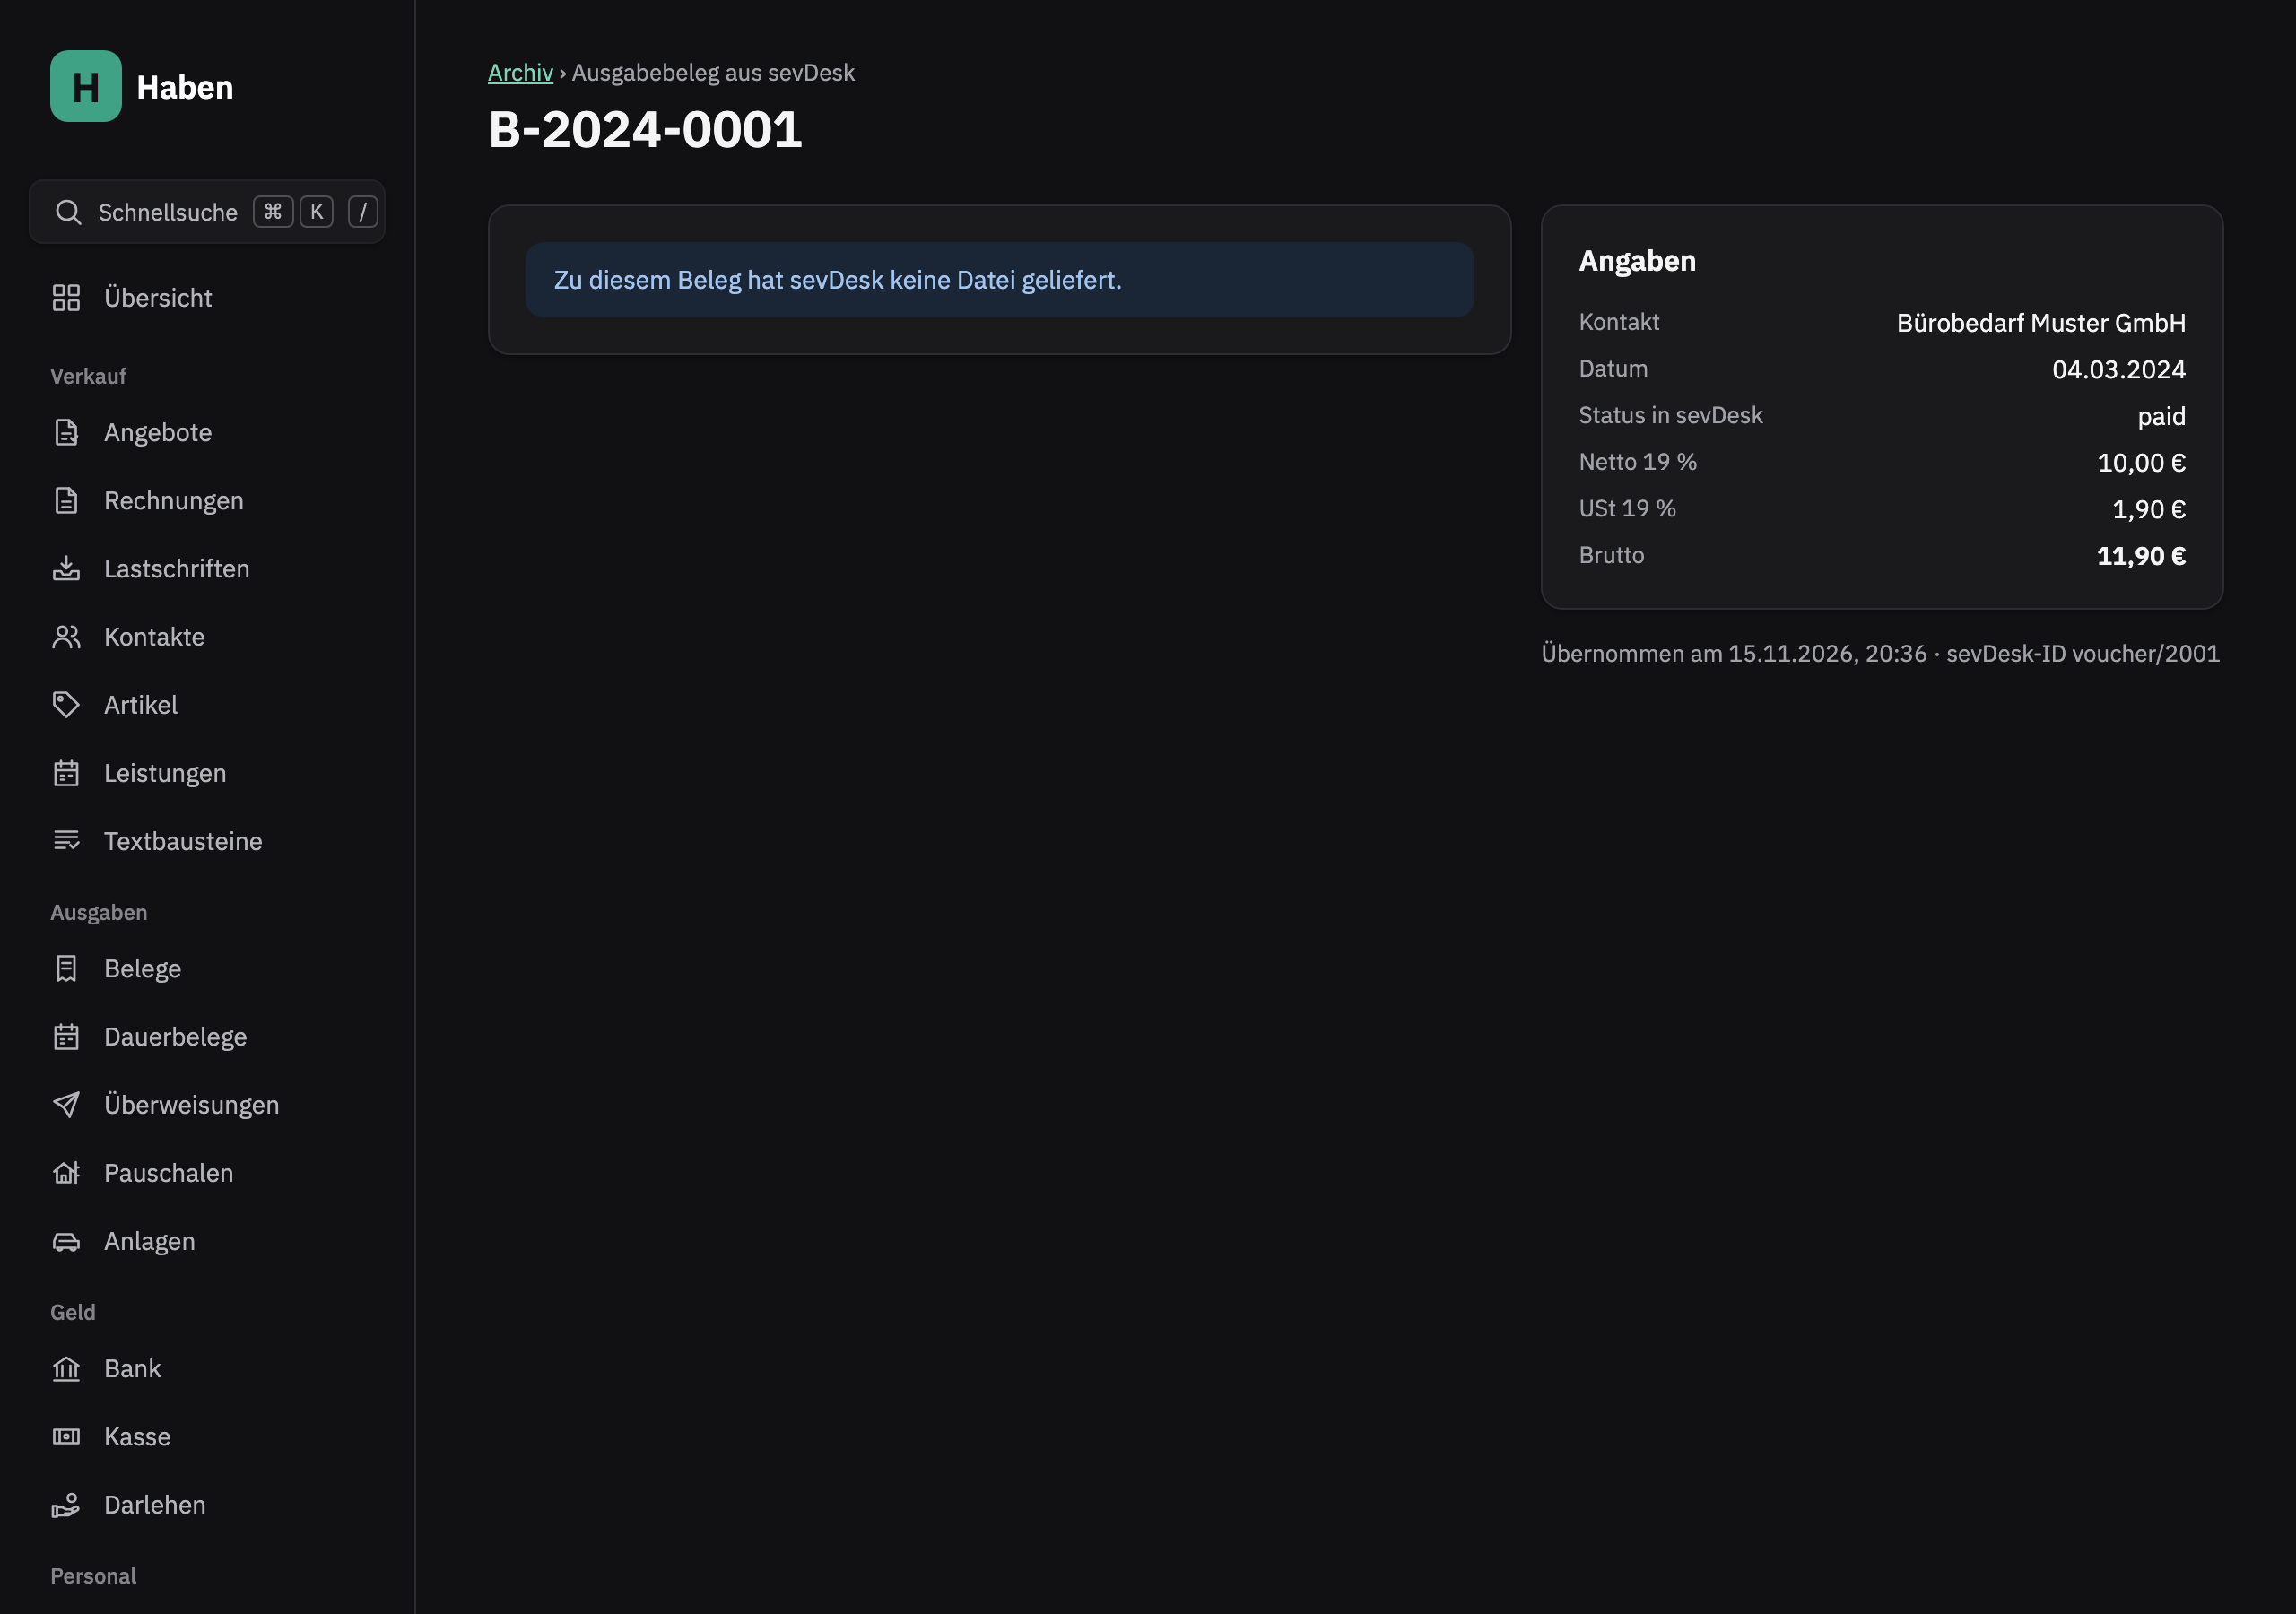 H Haben
Schnellsuche ⌘ K /
Übersicht
Verkauf
Angebote
Rechnungen
Lastschriften
Kontakte
Artikel
Leistungen
Textbausteine
Ausgaben
Belege
Dauerbelege
Überweisungen
Pauschalen
Anlagen
Geld
Bank
Kasse
Darlehen
Personal
Archiv › Ausgabebeleg aus sevDesk
B-2024-0001
Zu diesem Beleg hat sevDesk keine Datei geliefert.
Angaben
Kontakt Bürobedarf Muster GmbH
Datum 04.03.2024
Status in sevDesk paid
Netto 19 % 10,00 €
USt 19 % 1,90 €
Brutto 11,90 €
Übernommen am 15.11.2026, 20:36 · sevDesk-ID voucher/2001